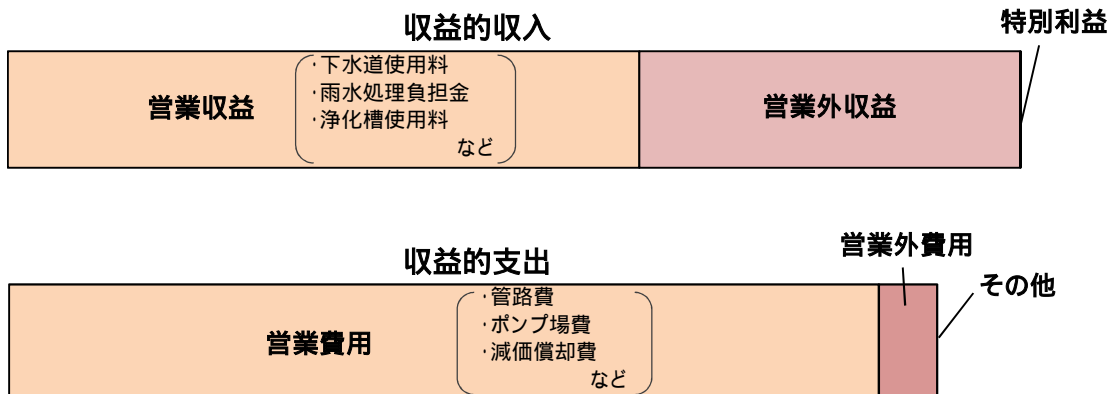 収益的収入
特別利益
営業収益
・下水道使用料
・雨水処理負担金
・浄化槽使用料
など
営業外収益
収益的支出
営業外費用
その他
営業費用
・管路費
・ポンプ場費
・減価償却費
など